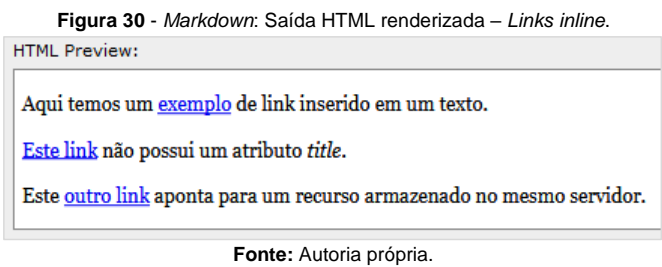 Figura 30 - Markdown: Saída HTML renderizada – Links inline.
HTML Preview:
Aqui temos um exemplo de link inserido em um texto.
Este link não possui um atributo title.
Este outro link aponta para um recurso armazenado no mesmo servidor.
Fonte: Autoria própria.